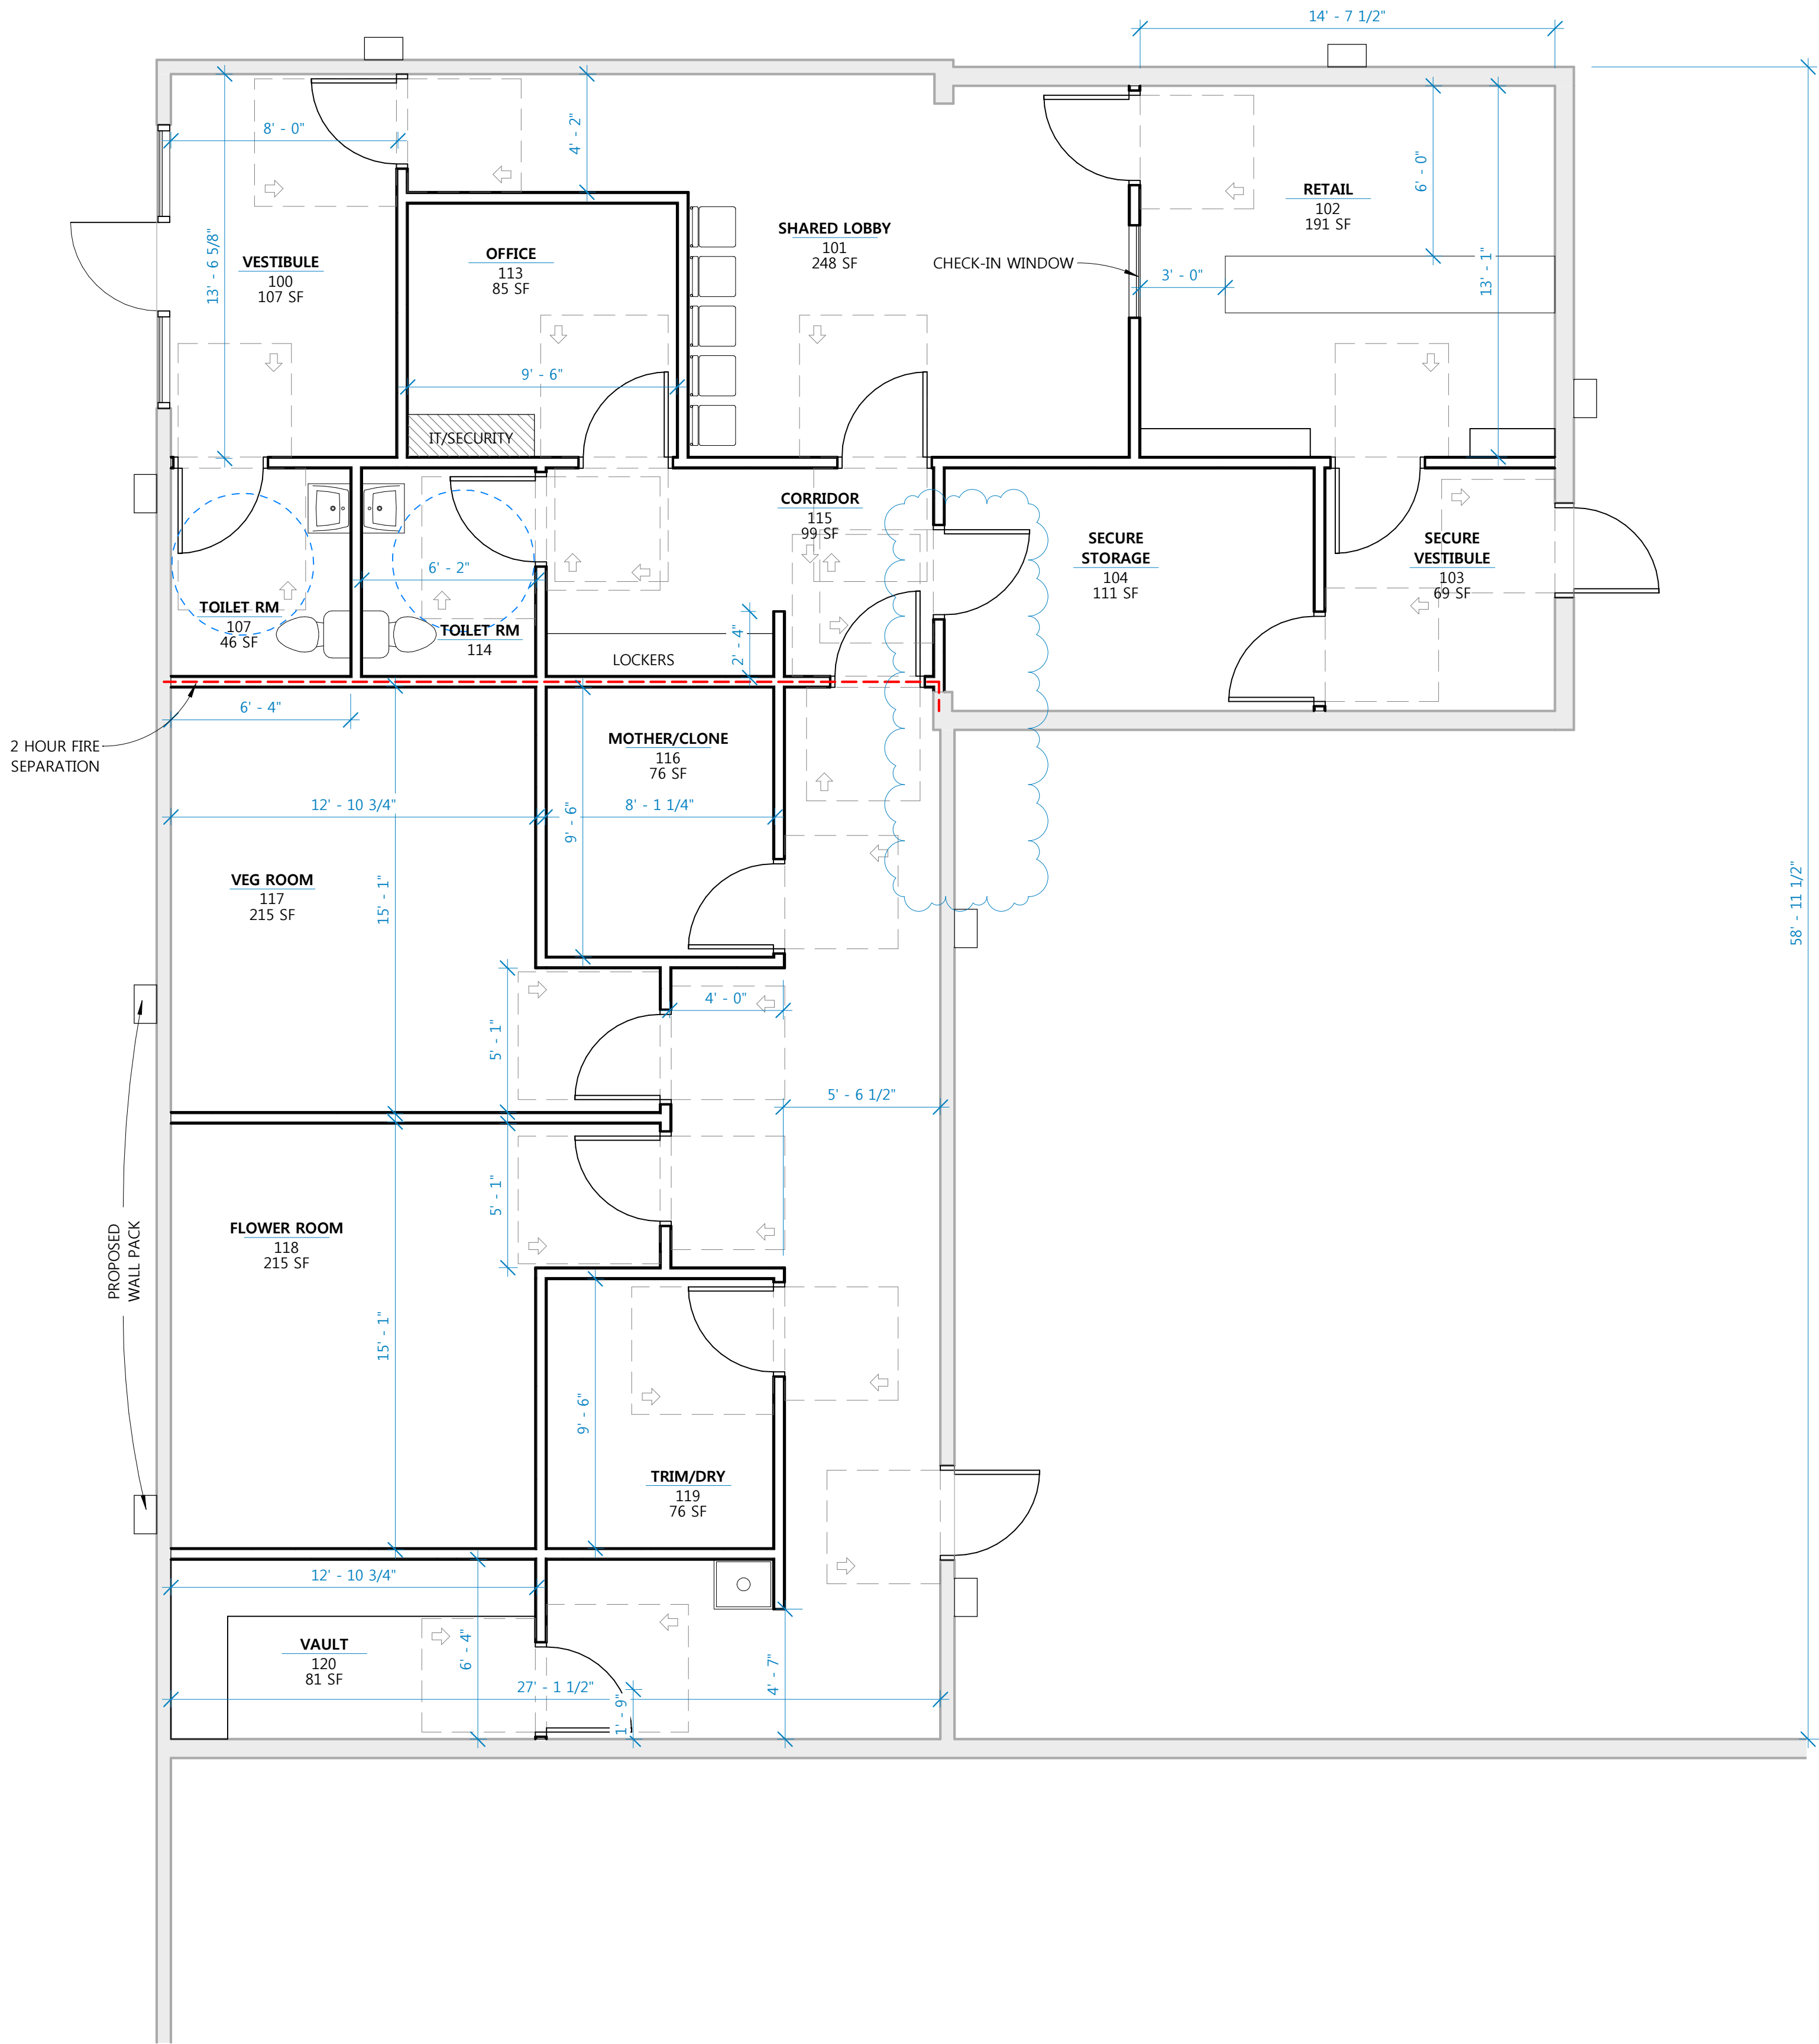 14' - 7 1/2"
8' - 0"
4' - 2"
6' - 0"
RETAIL
102
191 SF
SHARED LOBBY
101
248 SF
13' - 6 5/8"
VESTIBULE
100
107 SF
OFFICE
113
85 SF
CHECK-IN WINDOW
3' - 0"
13' - 1"
9' - 6"
IT/SECURITY
CORRIDOR
115
99 SF
SECURE
STORAGE
104
111 SF
SECURE
VESTIBULE
103
69 SF
6' - 2"
TOILET RM
107
46 SF
TOILET RM
114
LOCKERS
2' - 4"
6' - 4"
2 HOUR FIRE
SEPARATION
MOTHER/CLONE
116
76 SF
12' - 10 3/4"
8' - 1 1/4"
9' - 6"
VEG ROOM
117
215 SF
15' - 1"
58' - 11 1/2"
4' - 0"
5' - 1"
5' - 6 1/2"
5' - 1"
FLOWER ROOM
118
215 SF
PROPOSED
WALL PACK
15' - 1"
9' - 6"
TRIM/DRY
119
76 SF
12' - 10 3/4"
VAULT
120
81 SF
6' - 4"
27' - 1 1/2"
1' - 9"
4' - 7"